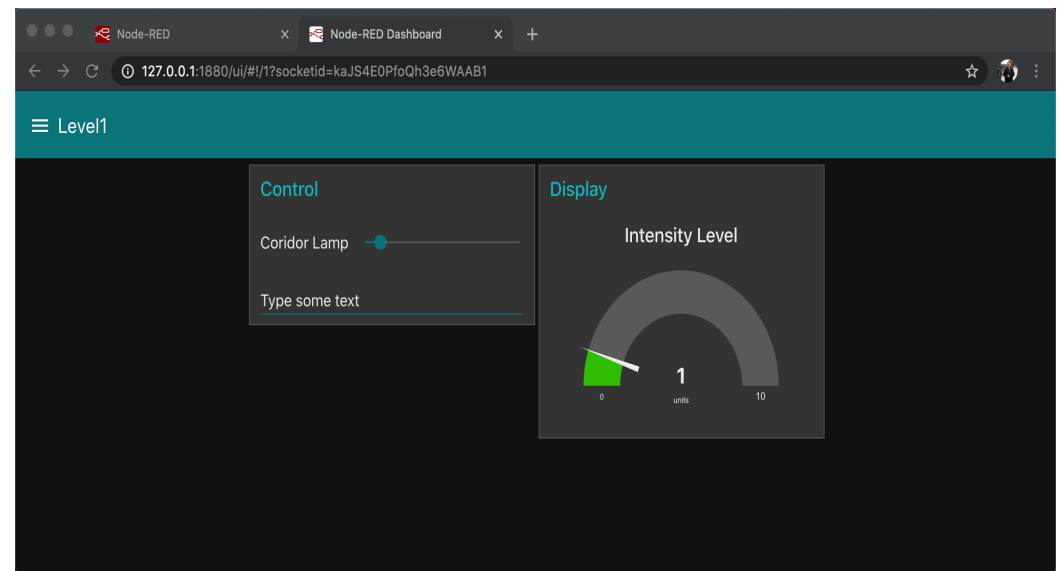 Node-RED
Node-RED Dashboard
127.0.0.1:1880/ui/#!/1?socketid=kaJS4E0PfoQh3e6WAAB1
Level1
Control
Coridor Lamp
Type some text
Display
Intensity Level
1
units
0
10